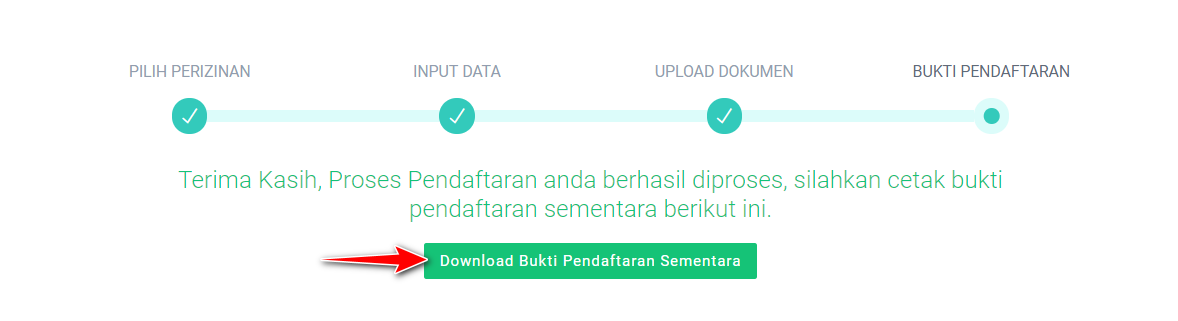 PILIH PERIZINAN
INPUT DATA
UPLOAD DOKUMEN
BUKTI PENDAFTARAN
Terima Kasih, Proses Pendaftaran anda berhasil diproses, silahkan cetak bukti
pendaftaran sementara berikut ini.
Download Bukti Pendaftaran Sementara